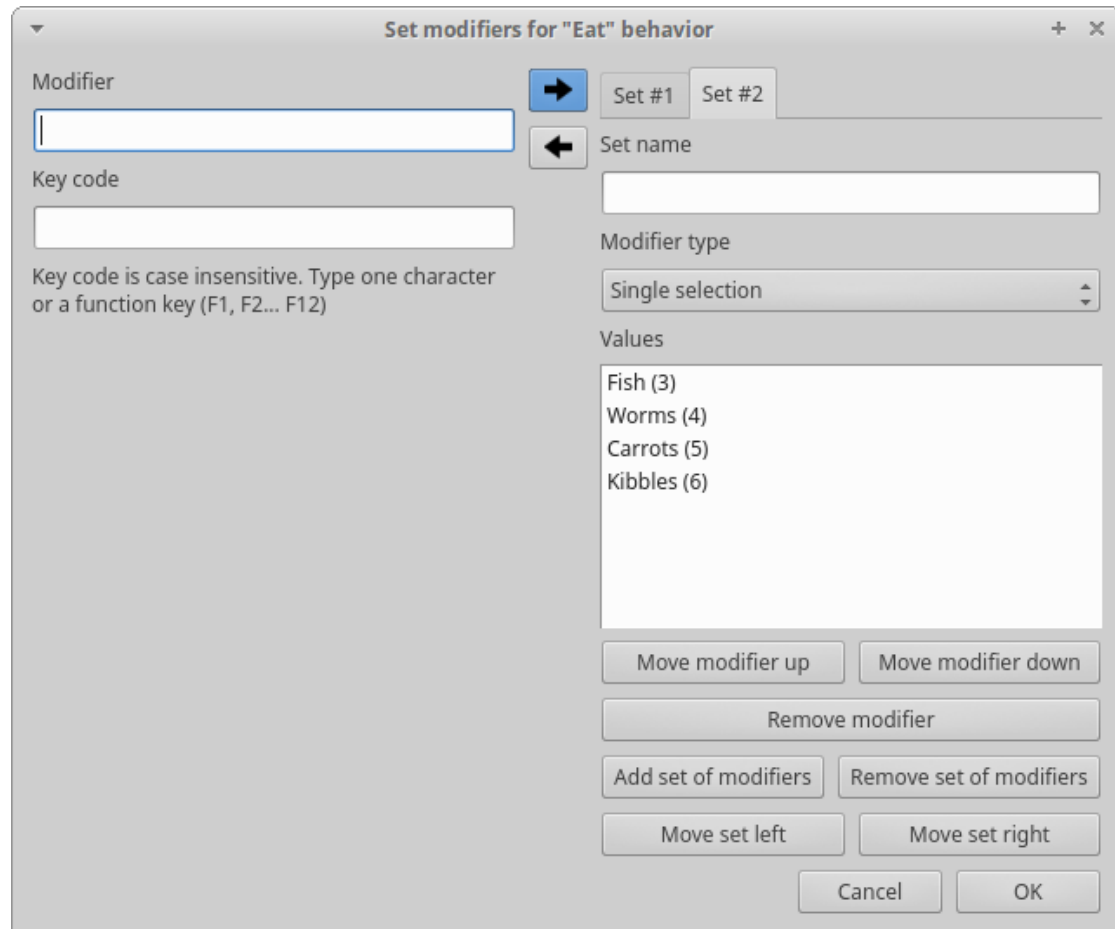 Set modifiers for "Eat" behavior
Modifier
Key code
Key code is case insensitive. Type one character
or a function key (F1, F2... F12)
Set #1 Set #2
Set name
Modifier type
Single selection
Values
Fish (3)
Worms (4)
Carrots (5)
Kibbles (6)
Move modifier up Move modifier down
Remove modifier
Add set of modifiers Remove set of modifiers
Move set left Move set right
Cancel OK